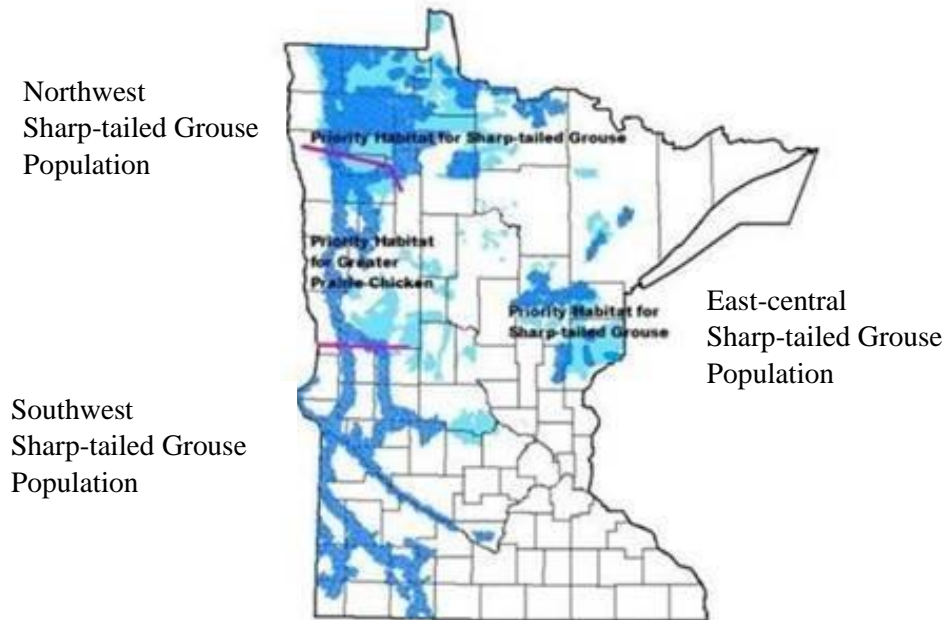 Northwest
Sharp-tailed Grouse
Population
Priority Habitat for Sharp-tailed Grouse
Priority Habitat
for Greater
Prairie Chicken
Priority Habitat for
Sharp-tailed Grouse
East-central
Sharp-tailed Grouse
Population
Southwest
Sharp-tailed Grouse
Population